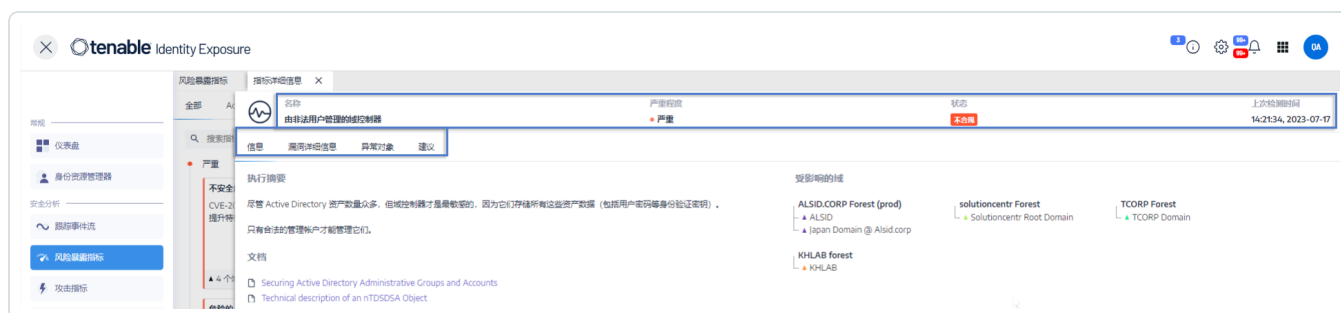 tenable Identity Exposure
3
99+
99+
QA
风险暴露指标
指标详细信息
全部
名称
严重程度
状态
上次检测时间
由非法用户管理的域控制器
严重
不合规
14:21:34, 2023-07-17
常规
仪表盘
身份资源管理器
安全分析
跟踪事件流
风险暴露指标
攻击指标
搜索指
严重
不安全
CVE-20
提升特
4 个
信息
漏洞详细信息
异常对象
建议
执行摘要
尽管 Active Directory 资产数量众多，但域控制器才是最敏感的，因为它们存储所有这些资产数据（包括用户密码等身份验证密钥）。
只有合法的管理帐户才能管理它们。
文档
Securing Active Directory Administrative Groups and Accounts
Technical description of an nTDSDSA Object
受影响的域
ALSID.CORP Forest (prod)
ALSID
Japan Domain @ Alsid.corp
solutioncentr Forest
Solutioncentr Root Domain
TCORP Forest
TCORP Domain
KHLAB forest
KHLAB